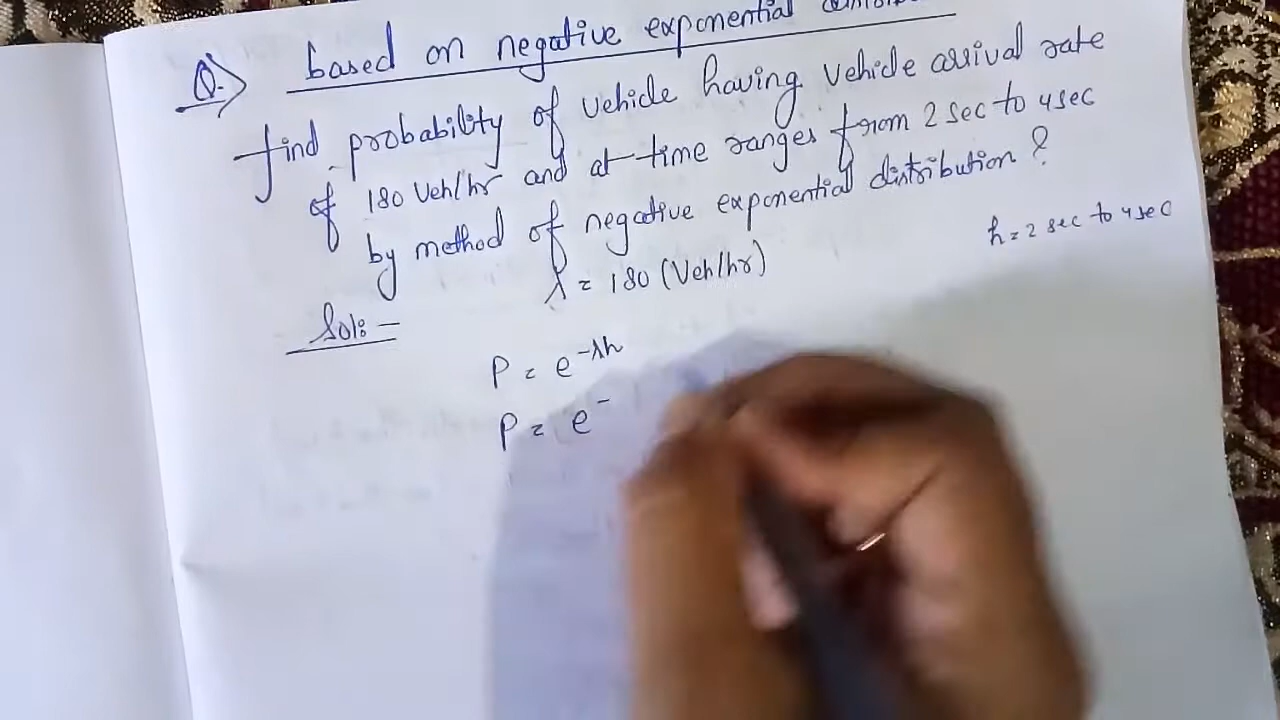 Q.) based on negative exponential
find probability of vehicle having vehicle arrival rate
of 180 Veh/hr and at time ranges from 2 sec to 4 sec
by method of negative exponential distribution ?
h = 2 sec to 4 sec
λ = 180 (Veh/hr)
Sol: -
P = e^-λh
P = e^-